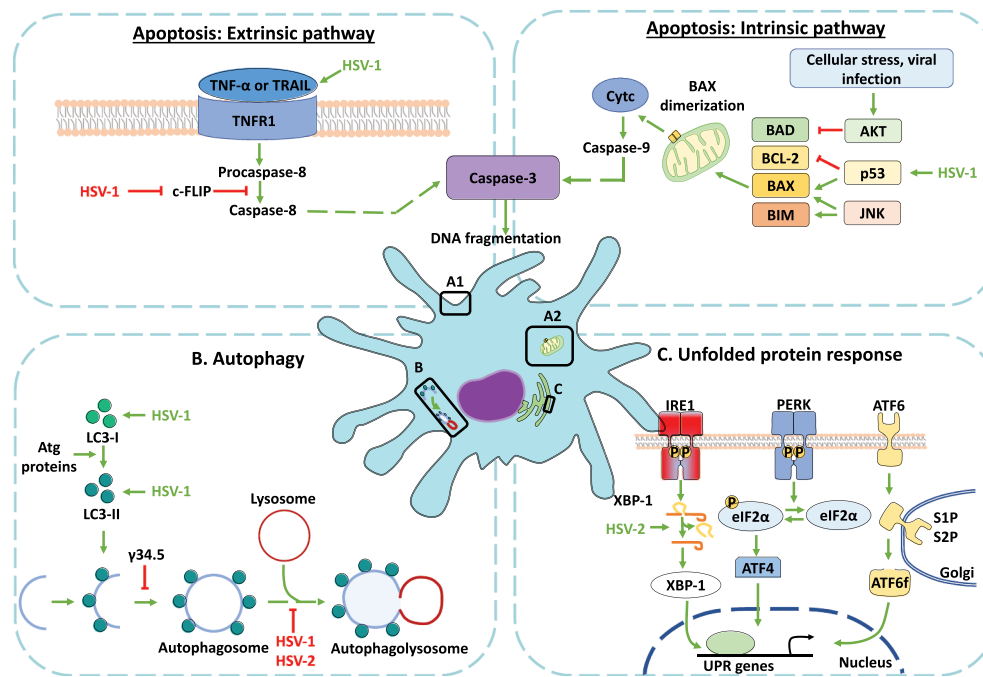 Apoptosis: Extrinsic pathway
HSV-1
TNF-α or TRAIL
TNFR1
Procaspase-8
HSV-1
c-FLIP
Caspase-8
Apoptosis: Intrinsic pathway
Cellular stress, viral
infection
Cytc
BAX
dimerization
Caspase-9
BAD
AKT
BCL-2
p53
HSV-1
BAX
BIM
JNK
Caspase-3
DNA fragmentation
A1
A2
B
C
B. Autophagy
LC3-I
HSV-1
Atg
proteins
LC3-II
HSV-1
γ34.5
Lysosome
Autophagosome
HSV-1
HSV-2
Autophagolysosome
C. Unfolded protein response
IRE1
PERK
ATF6
P
P
P
P
XBP-1
HSV-2
P
eIF2α
eIF2α
S1P
S2P
Golgi
XBP-1
ATF4
ATF6f
UPR genes
Nucleus